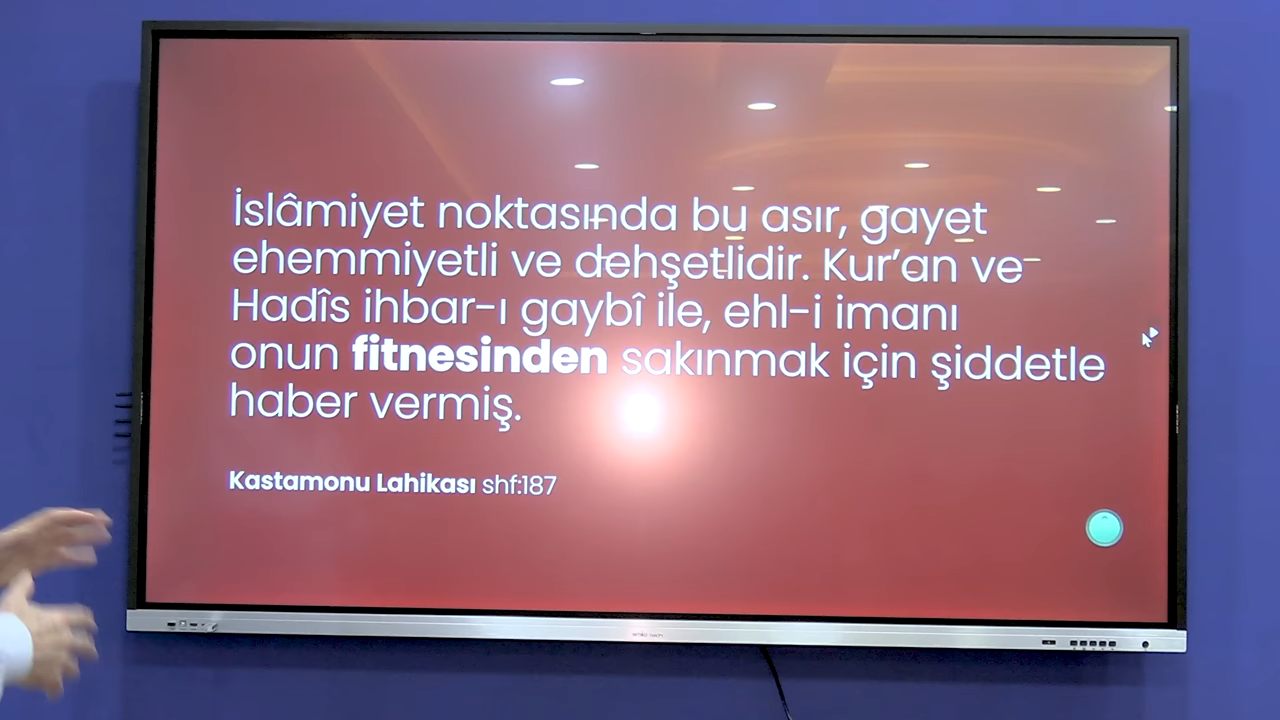 İslâmiyet noktasında bu asır, gayet
ehemmiyetli ve dehşetlidir. Kur’an ve
Hadîs ihbar-ı gaybî ile, ehl-i imanı
onun fitnesinden sakınmak için şiddetle
haber vermiş.
Kastamonu Lahikası shf:187